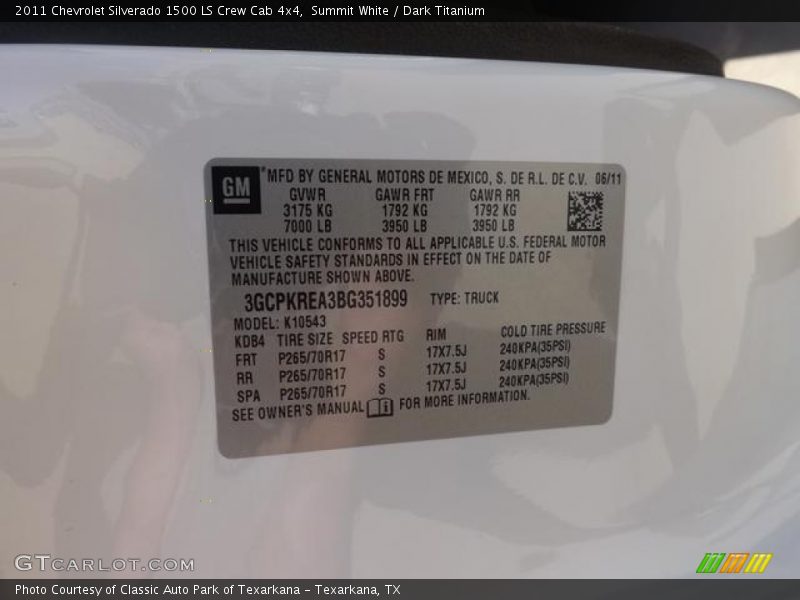 2011 Chevrolet Silverado 1500 LS Crew Cab 4x4,  Summit White / Dark Titanium
GM
MFD BY GENERAL MOTORS DE MEXICO, S. DE R.L. DE C.V. 06/11
GVWR GAWR FRT GAWR RR
3175 KG 1792 KG 1792 KG
7000 LB 3950 LB 3950 LB
THIS VEHICLE CONFORMS TO ALL APPLICABLE U.S. FEDERAL MOTOR
VEHICLE SAFETY STANDARDS IN EFFECT ON THE DATE OF
MANUFACTURE SHOWN ABOVE.
3GCPKREA3BG351899 TYPE: TRUCK
MODEL: K10543
KDB4 TIRE SIZE SPEED RTG RIM COLD TIRE PRESSURE
FRT P265/70R17 S 17X7.5J 240KPA(35PSI)
RR P265/70R17 S 17X7.5J 240KPA(35PSI)
SPA P265/70R17 S 17X7.5J 240KPA(35PSI)
SEE OWNER'S MANUAL FOR MORE INFORMATION.
GTCARLOT.COM
Photo Courtesy of Classic Auto Park of Texarkana – Texarkana, TX